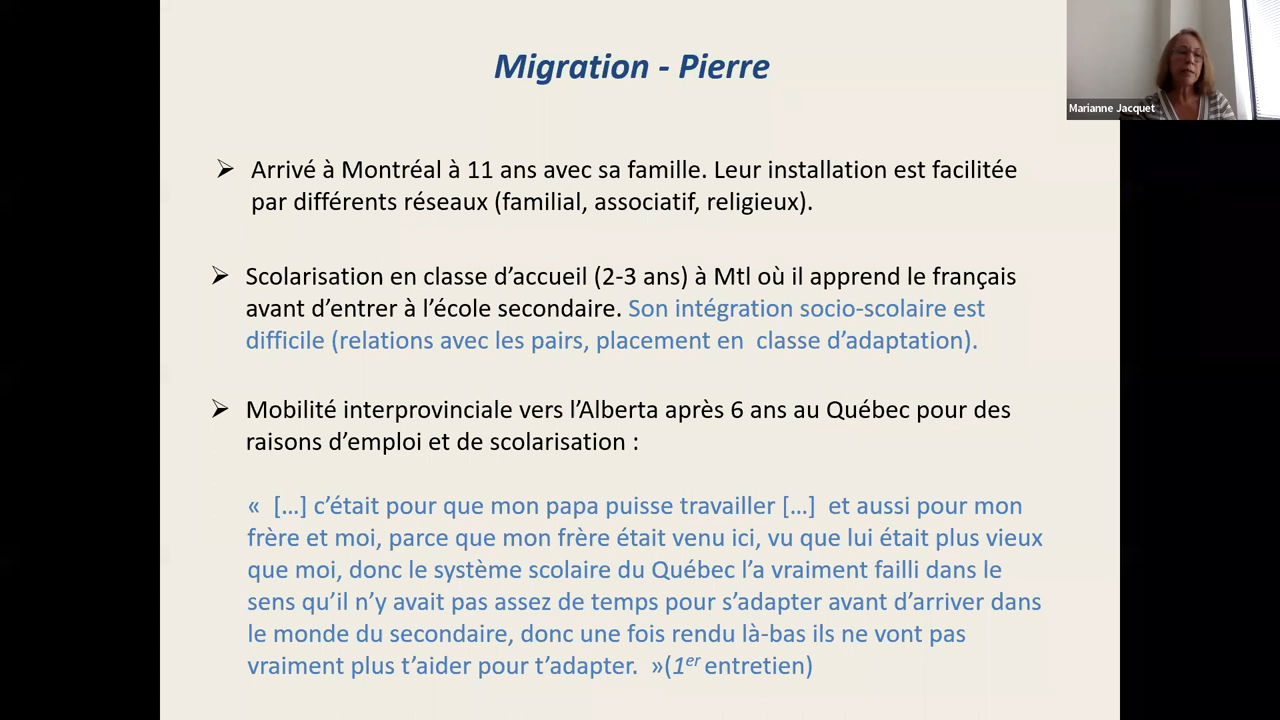 Migration - Pierre
Marianne Jacquet
➢ Arrivé à Montréal à 11 ans avec sa famille. Leur installation est facilitée
par différents réseaux (familial, associatif, religieux).
➢ Scolarisation en classe d’accueil (2-3 ans) à Mtl où il apprend le français
avant d’entrer à l’école secondaire. Son intégration socio-scolaire est
difficile (relations avec les pairs, placement en classe d’adaptation).
➢ Mobilité interprovinciale vers l’Alberta après 6 ans au Québec pour des
raisons d’emploi et de scolarisation :
« […] c’était pour que mon papa puisse travailler […] et aussi pour mon
frère et moi, parce que mon frère était venu ici, vu que lui était plus vieux
que moi, donc le système scolaire du Québec l’a vraiment failli dans le
sens qu’il n’y avait pas assez de temps pour s’adapter avant d’arriver dans
le monde du secondaire, donc une fois rendu là-bas ils ne vont pas
vraiment plus t’aider pour t’adapter. »(1er entretien)